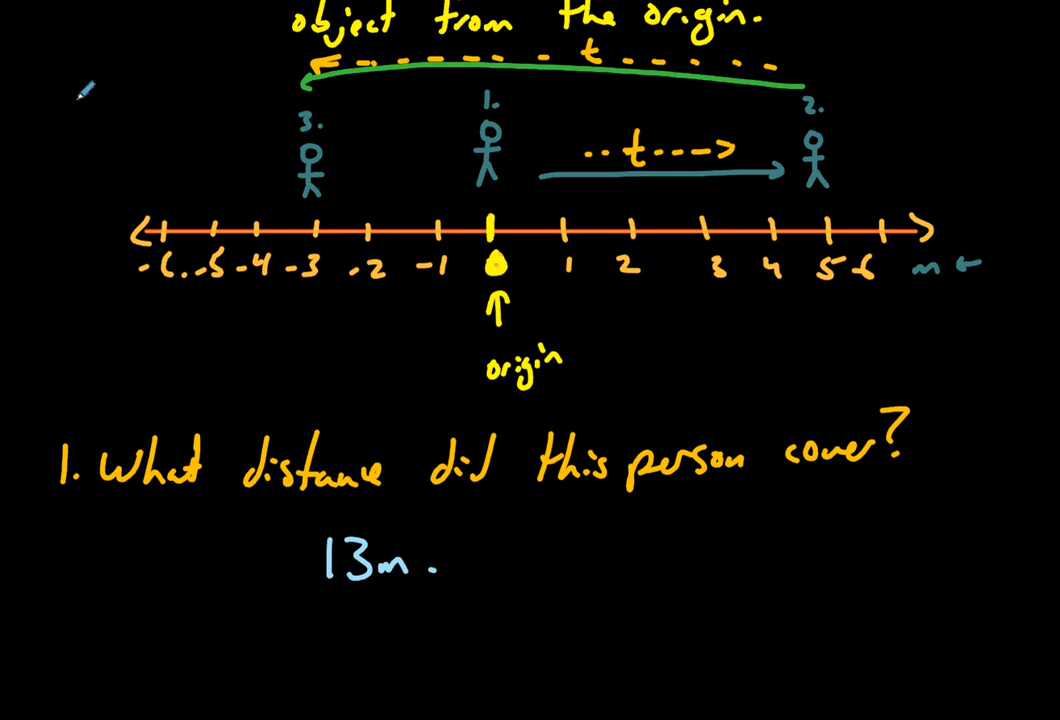 object from the origin.
t
1.
2.
3.
t
-6 -5 -4 -3 -2 -1 0 1 2 3 4 5 6 m
origin
1. What distance did this person cover?
13m.